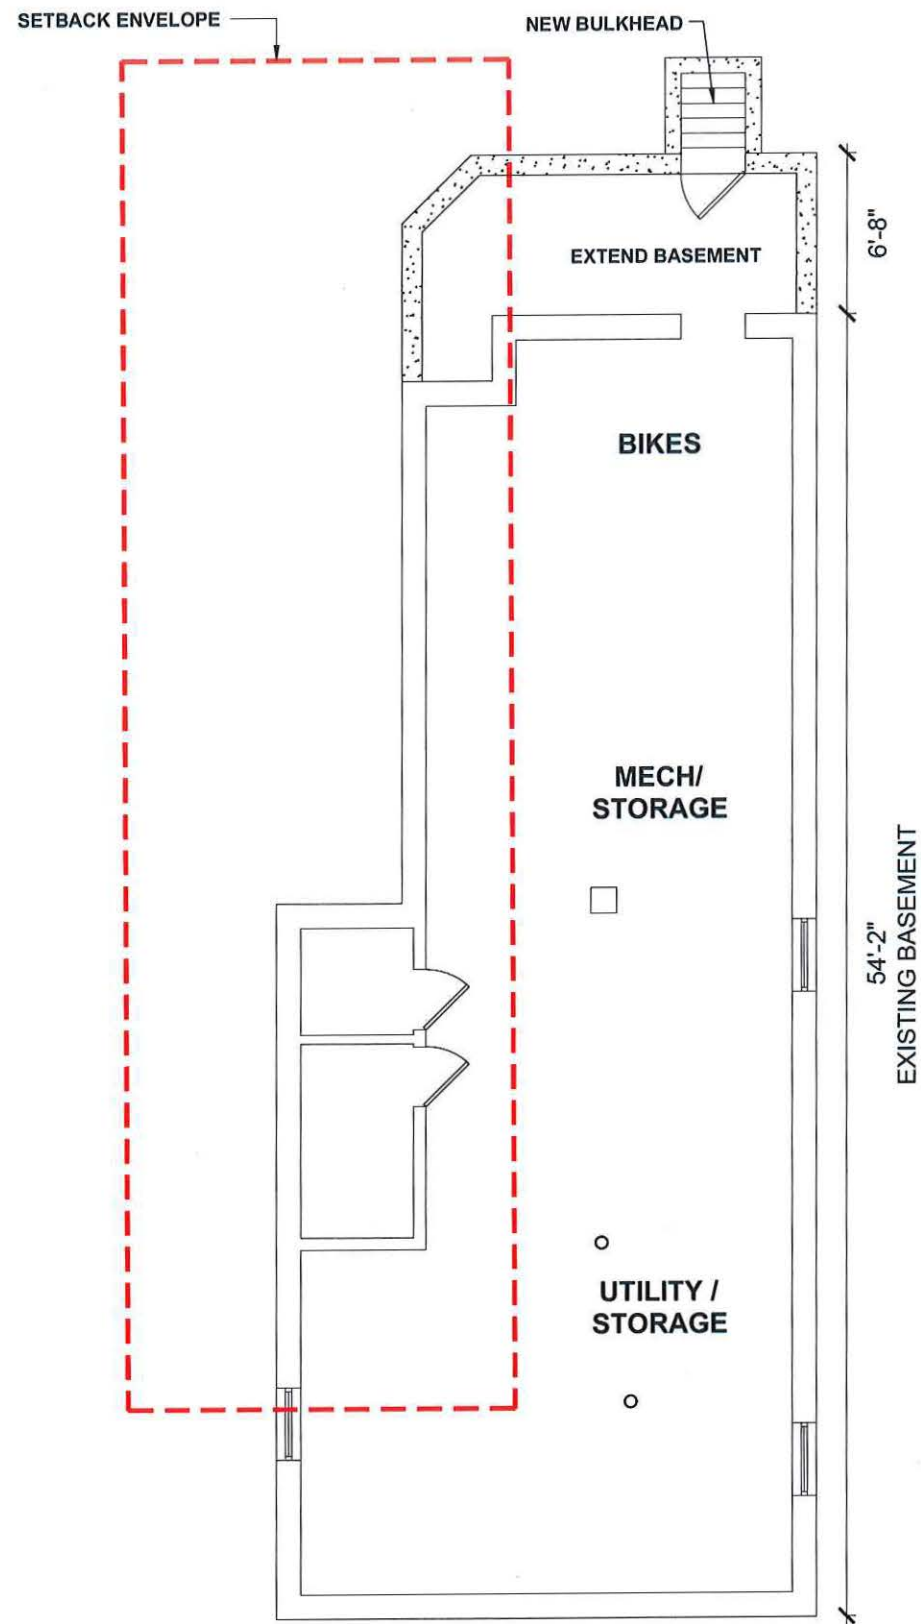 SETBACK ENVELOPE
NEW BULKHEAD
6'-8"
EXTEND BASEMENT
BIKES
MECH/
STORAGE
54'-2"
EXISTING BASEMENT
UTILITY /
STORAGE